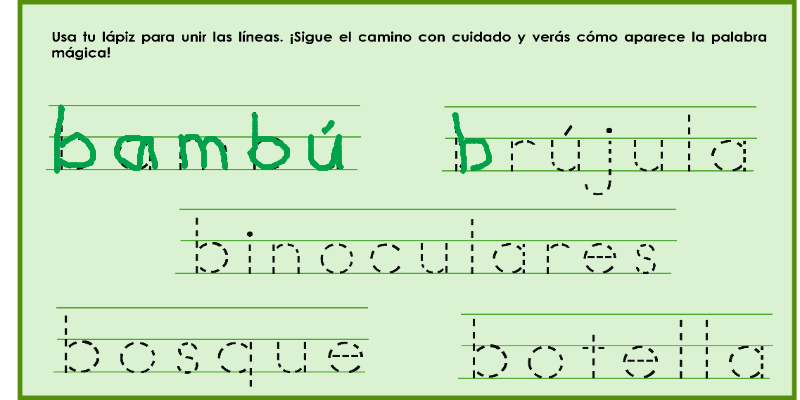 Usa tu lápiz para unir las líneas. ¡Sigue el camino con cuidado y verás cómo aparece la palabra
mágica!
bambú brújula
binoculares
bosque botella